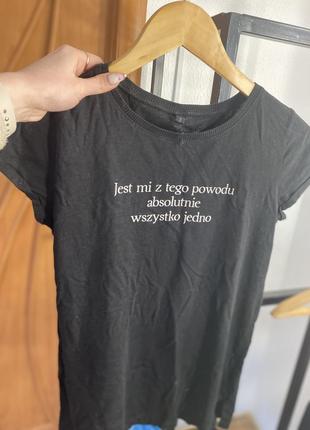 Jest mi z tego powodu
absolutnie
wszystko jedno